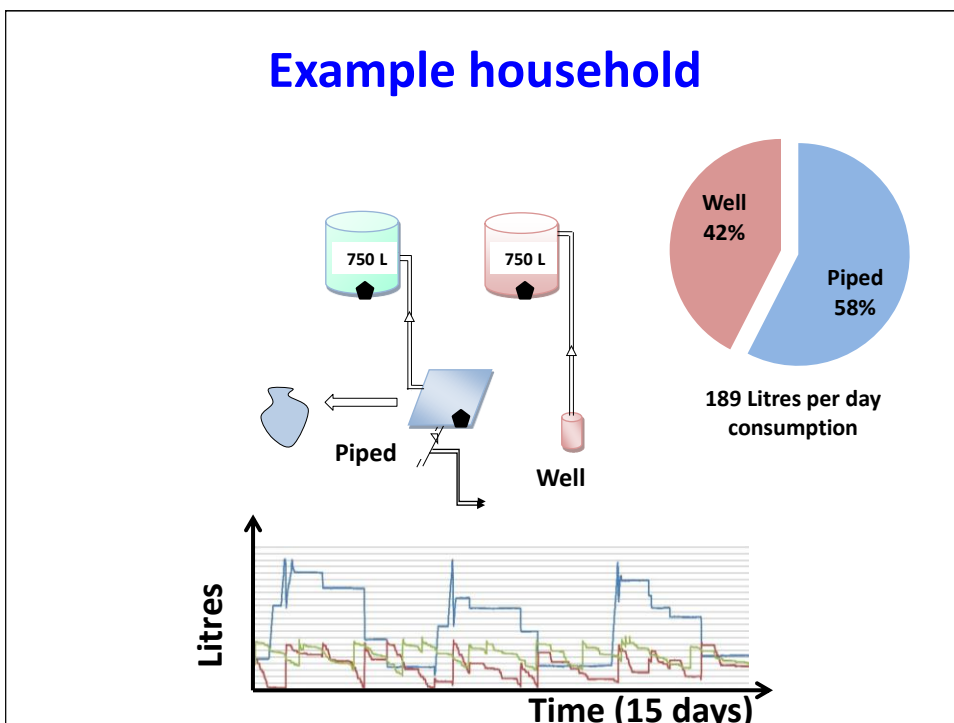 Example household
Well
42%
Piped
58%
750 L
750 L
189 Litres per day
consumption
Piped
Well
Litres
Time (15 days)